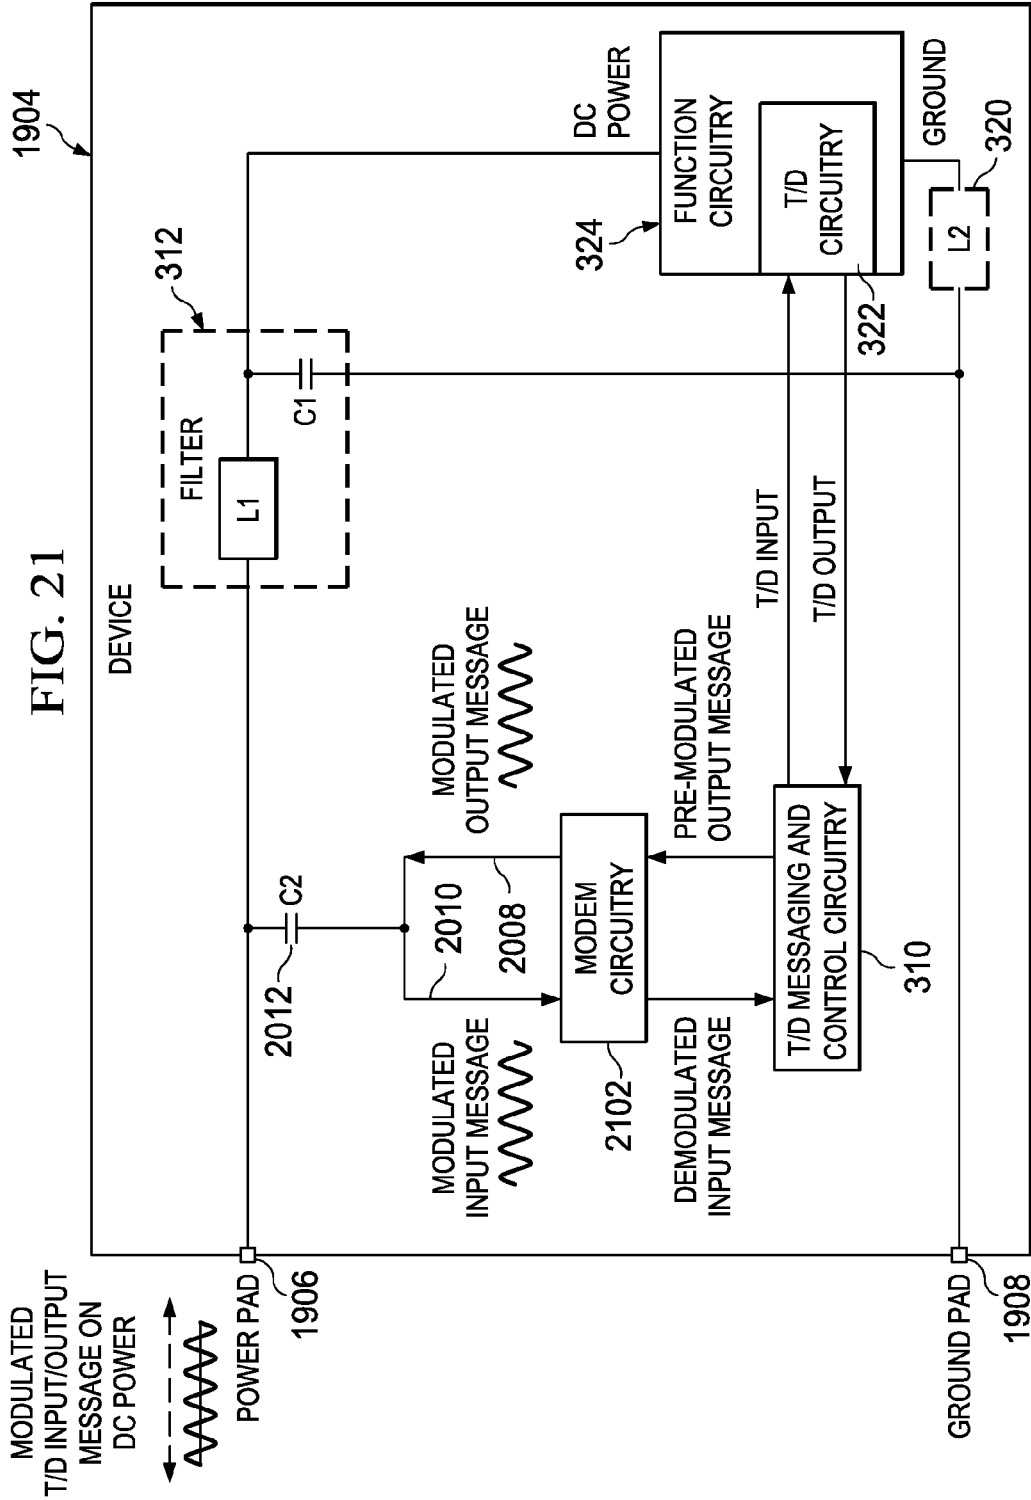 FIG. 21
MODULATED
T/D INPUT/OUTPUT
MESSAGE ON
DC POWER
POWER PAD
1906
GROUND PAD
1908
DEVICE
1904
2012
C2
FILTER
312
L1
C1
DC
POWER
MODULATED
INPUT MESSAGE
2010
2008
MODULATED
OUTPUT MESSAGE
MODEM
CIRCUITRY
2102
DEMODULATED
INPUT MESSAGE
PRE-MODULATED
OUTPUT MESSAGE
T/D MESSAGING AND
CONTROL CIRCUITRY
310
T/D INPUT
T/D OUTPUT
324
FUNCTION
CIRCUITRY
T/D
CIRCUITRY
322
GROUND
L2
320